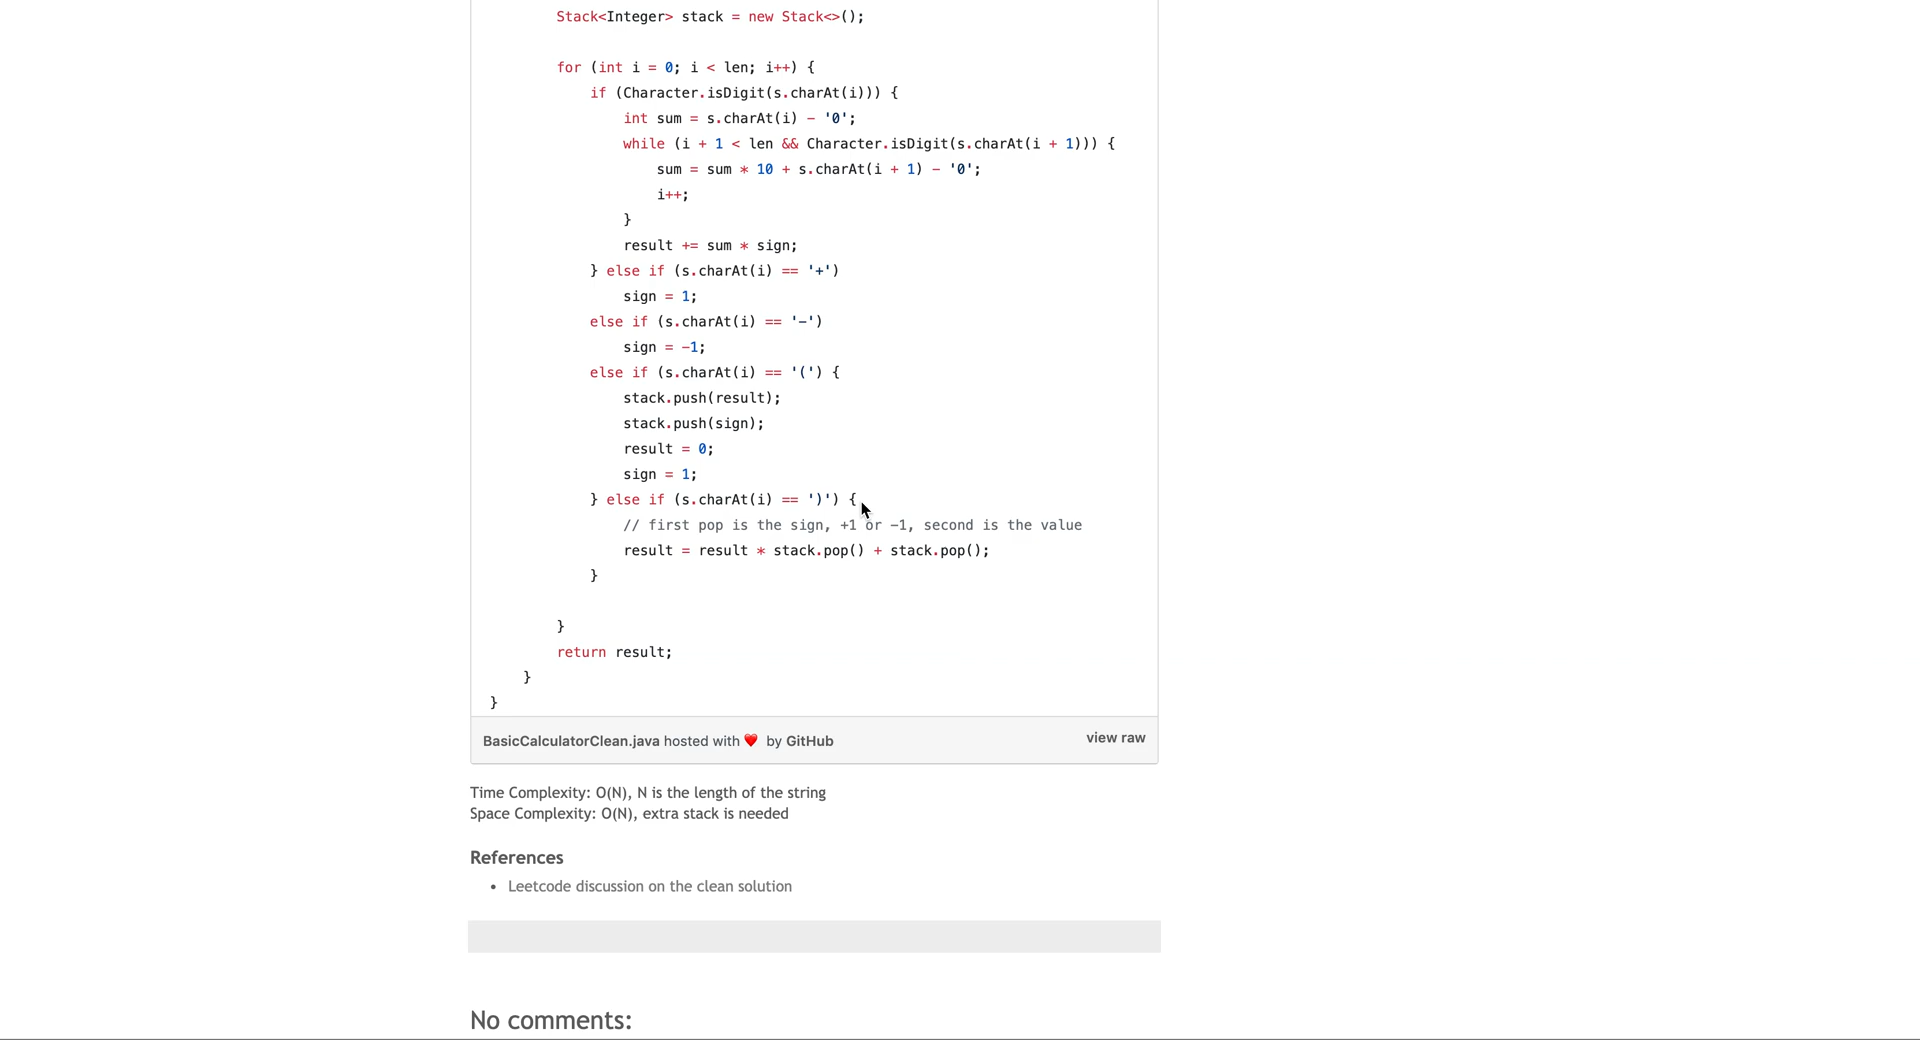 Stack<Integer> stack = new Stack<>();
for (int i = 0; i < len; i++) {
if (Character.isDigit(s.charAt(i))) {
int sum = s.charAt(i) - '0';
while (i + 1 < len && Character.isDigit(s.charAt(i + 1))) {
sum = sum * 10 + s.charAt(i + 1) - '0';
i++;
}
result += sum * sign;
} else if (s.charAt(i) == '+')
sign = 1;
else if (s.charAt(i) == '-')
sign = -1;
else if (s.charAt(i) == '(') {
stack.push(result);
stack.push(sign);
result = 0;
sign = 1;
} else if (s.charAt(i) == ')') {
// first pop is the sign, +1 or -1, second is the value
result = result * stack.pop() + stack.pop();
}
}
return result;
}
}
BasicCalculatorClean.java hosted with ❤ by GitHub
view raw
Time Complexity: O(N), N is the length of the string
Space Complexity: O(N), extra stack is needed
References
• Leetcode discussion on the clean solution
No comments: